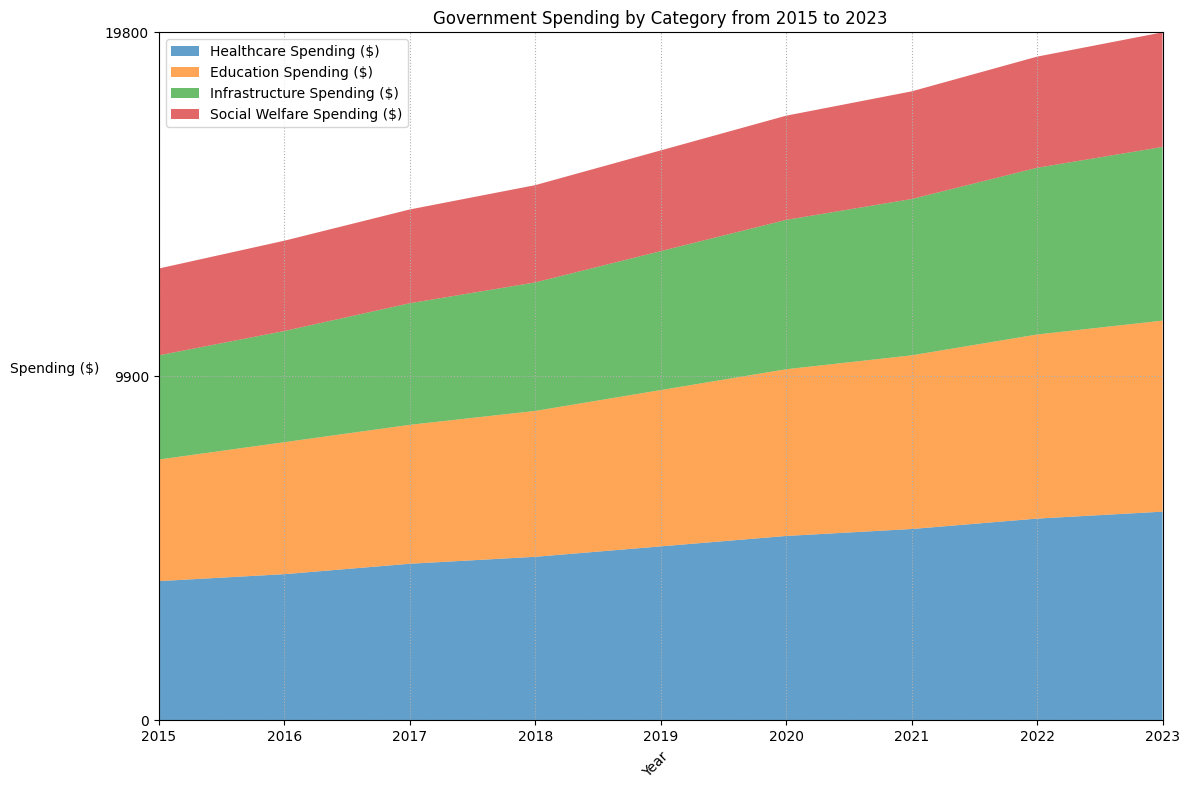 Government Spending by Category from 2015 to 2023
19800
Healthcare Spending ($)
Education Spending ($)
Infrastructure Spending ($)
Social Welfare Spending ($)
Spending ($)
9900
0
2015 2016 2017 2018 2019 2020 2021 2022 2023
Year